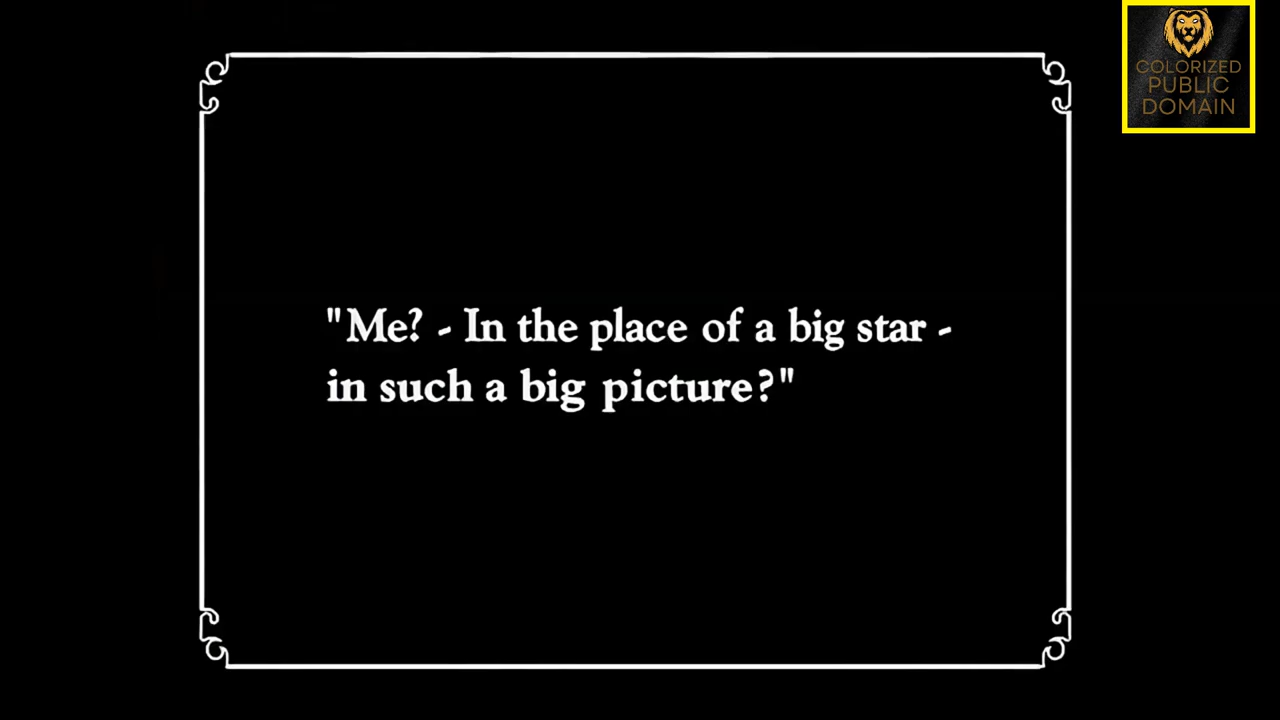 COLORIZED
PUBLIC
DOMAIN
"Me? - In the place of a big star -
in such a big picture?"